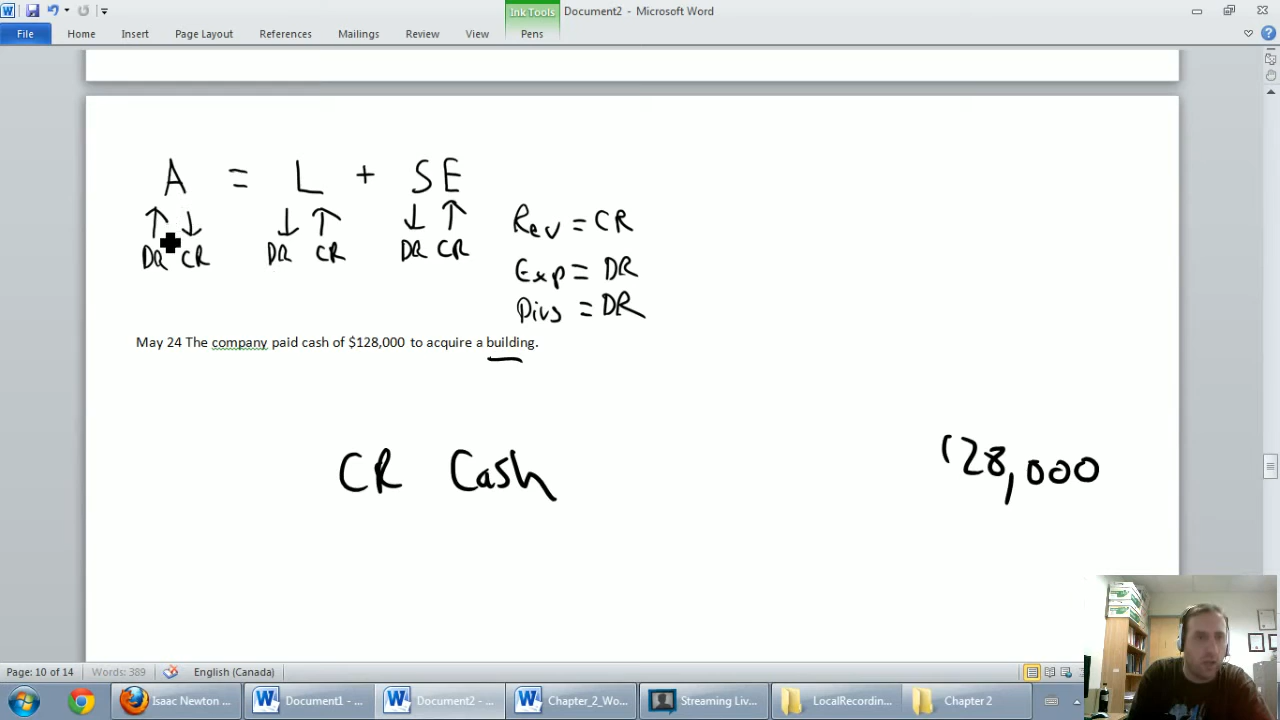 Ink Tools
Document2 - Microsoft Word
File Home Insert Page Layout References Mailings Review View Pens
A = L + SE
↑ ↓ ↓ ↑ ↓ ↑
DR CR DR CR DR CR
Rev = CR
Exp = DR
Divs = DR
May 24 The company paid cash of $128,000 to acquire a building.
CR Cash 128,000
Page: 10 of 14 Words: 389 English (Canada)
Isaac Newton ... Document1 - ... Document2 - ... Chapter_2_Wo... Streaming Liv... LocalRecordin... Chapter 2